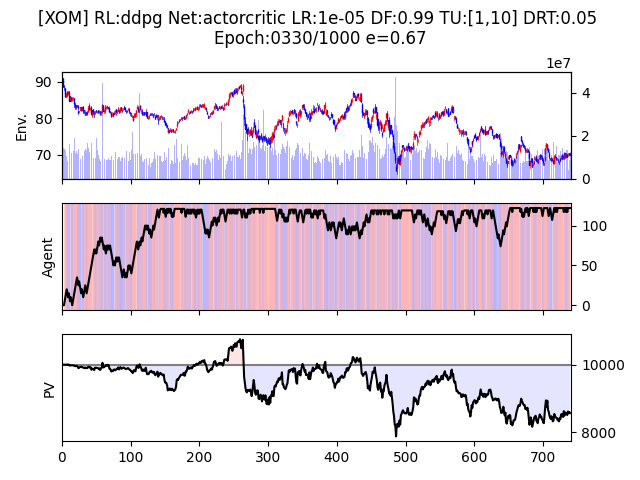 [XOM] RL:ddpg Net:actorcritic LR:1e-05 DF:0.99 TU:[1,10] DRT:0.05
Epoch:0330/1000 e=0.67
1e7
90
80
70
Env.
4
2
0
Agent
100
50
0
PV
10000
8000
0 100 200 300 400 500 600 700